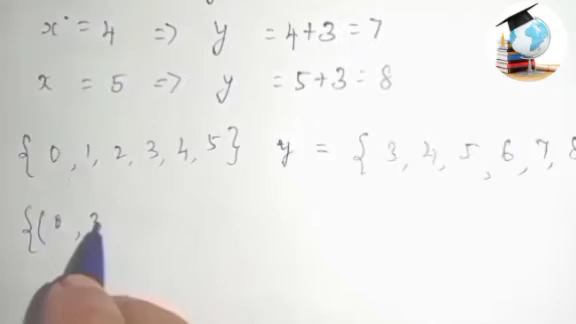 x = 4 => y = 4+3 = 7
x = 5 => y = 5+3 = 8
{ 0, 1, 2, 3, 4, 5 } y = { 3, 4, 5, 6, 7, 8
{(0, 3